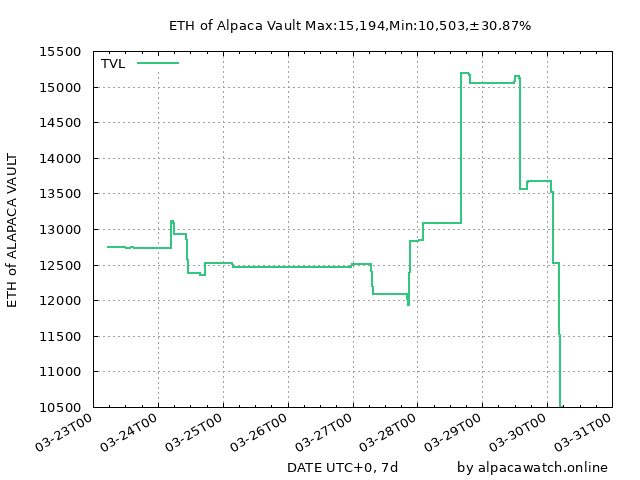 ETH of Alpaca Vault Max:15,194,Min:10,503,±30.87%
15500
TVL
15000
14500
14000
13500
13000
12500
12000
11500
11000
10500
ETH of ALAPACA VAULT
03-23T00
03-24T00
03-25T00
03-26T00
03-27T00
03-28T00
03-29T00
03-30T00
03-31T00
DATE UTC+0, 7d
by alpacawatch.online